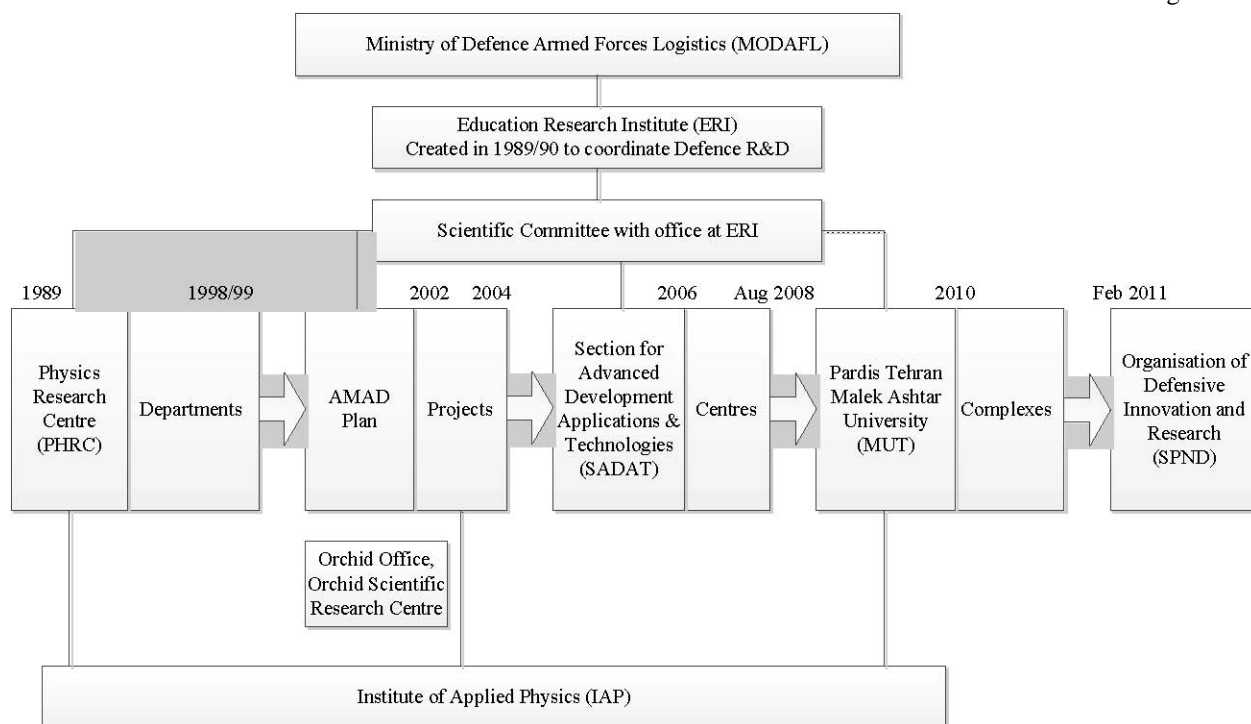 Ministry of Defence Armed Forces Logistics (MODAFL)
Education Research Institute (ERI)
Created in 1989/90 to coordinate Defence R&D
Scientific Committee with office at ERI
1989
1998/99
2002
2004
2006
Aug 2008
2010
Feb 2011
Physics
Research
Centre
(PHRC)
Departments
AMAD
Plan
Projects
Section for
Advanced
Development
Applications &
Technologies
(SADAT)
Centres
Pardis Tehran
Malek Ashtar
University
(MUT)
Complexes
Organisation of
Defensive
Innovation and
Research
(SPND)
Orchid Office,
Orchid Scientific
Research Centre
Institute of Applied Physics (IAP)